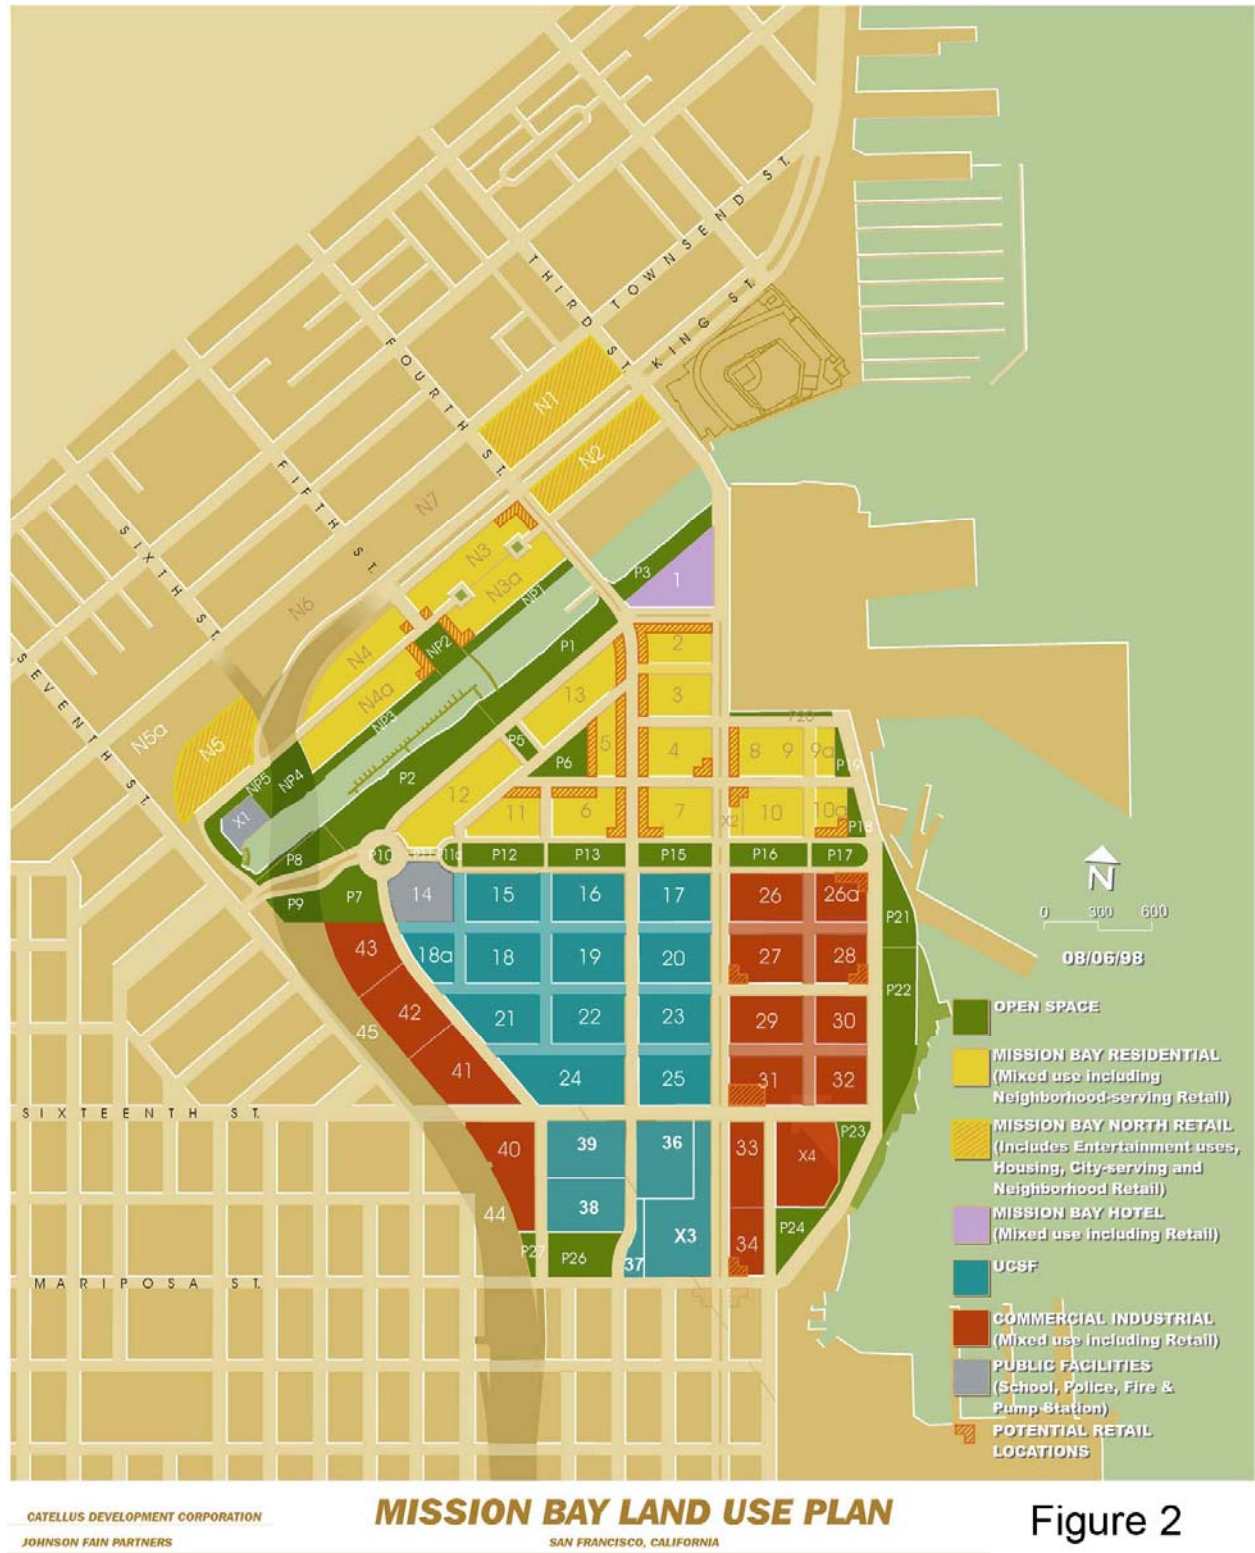 THIRD ST.
TOWNSEND ST.
KING ST.
FOURTH ST.
N1
N2
FIFTH ST.
N7
SIXTH ST.
N3
N3a
NP1
P3
1
N6
SEVENTH ST.
N4
NP2
P1
2
N4a
NP3
13
3
N5a
N5
P5
5
P6
4
8
9
9a
P19
NP5
NP4
P2
12
11
6
7
X2
10
10a
P18
X1
P8
P10
P12
P13
P15
P16
P17
P9
P7
14
15
16
17
26
26a
P21
43
18a
18
19
20
27
28
P22
45
42
21
22
23
29
30
41
24
25
31
32
SIXTEENTH ST.
40
39
36
33
X4
P23
44
38
X3
P24
34
P27
P26
37
MARIPOSA ST.
N
0 300 600
08/06/98
OPEN SPACE
MISSION BAY RESIDENTIAL
(Mixed use including
Neighborhood-serving Retail)
MISSION BAY NORTH RETAIL
(Includes Entertainment uses,
Housing, City-serving and
Neighborhood Retail)
MISSION BAY HOTEL
(Mixed use including Retail)
UCSF
COMMERCIAL INDUSTRIAL
(Mixed use including Retail)
PUBLIC FACILITIES
(School, Police, Fire &
Pump Station)
POTENTIAL RETAIL
LOCATIONS
CATELLUS DEVELOPMENT CORPORATION
JOHNSON FAIN PARTNERS
MISSION BAY LAND USE PLAN
SAN FRANCISCO, CALIFORNIA
Figure 2